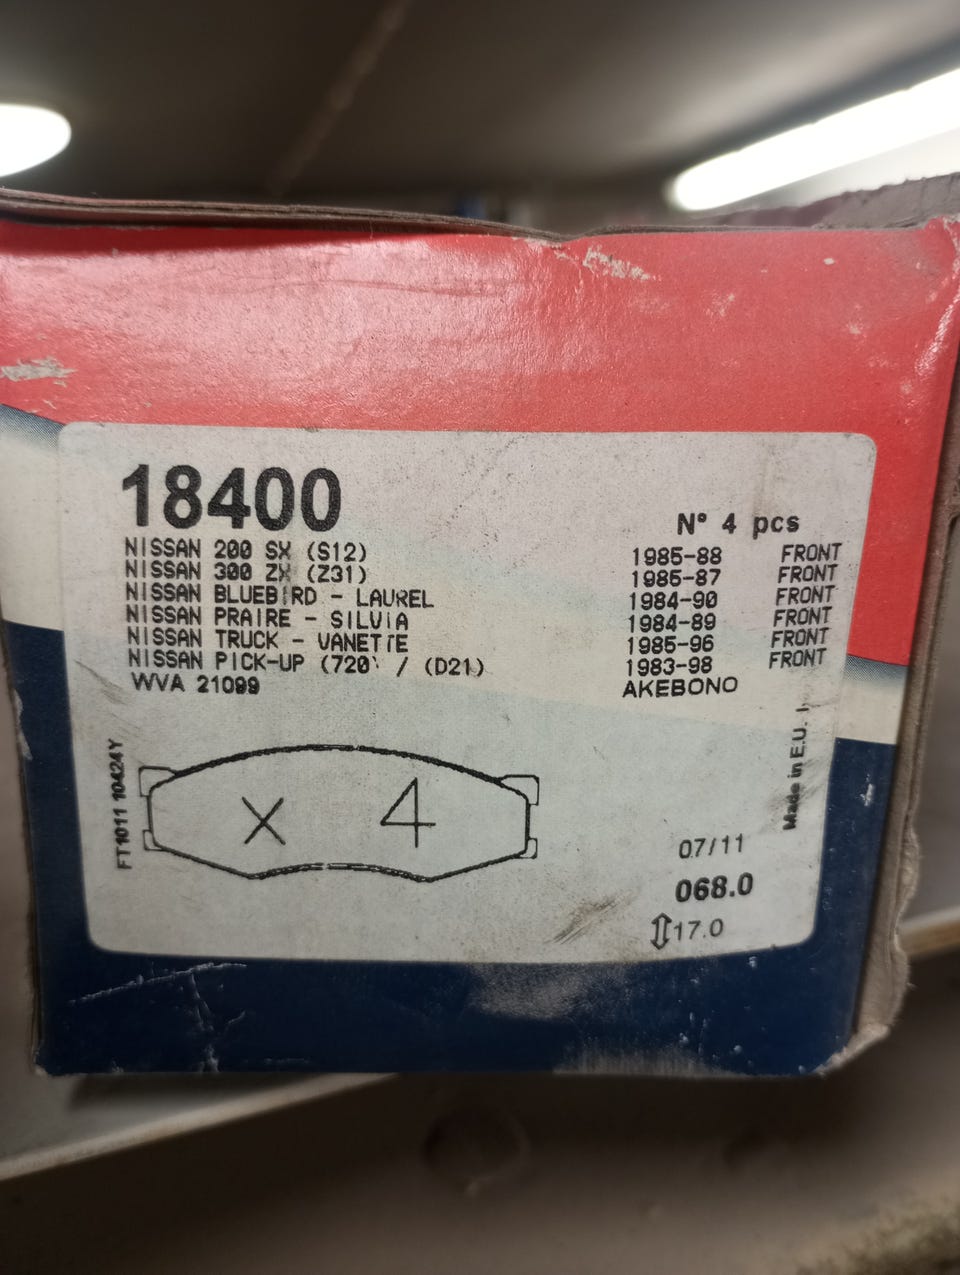 18400
N° 4 pcs
NISSAN 200 SX (S12) 1985-88 FRONT
NISSAN 300 ZX (Z31) 1985-87 FRONT
NISSAN BLUEBIRD - LAUREL 1984-90 FRONT
NISSAN PRAIRE - SILVIA 1984-89 FRONT
NISSAN TRUCK - VANETTE 1985-96 FRONT
NISSAN PICK-UP (720) / (D21) 1983-98 FRONT
WVA 21099 AKEBONO
FT1011 10424Y
x 4
Made in E.U.
07/11
068.0
17.0